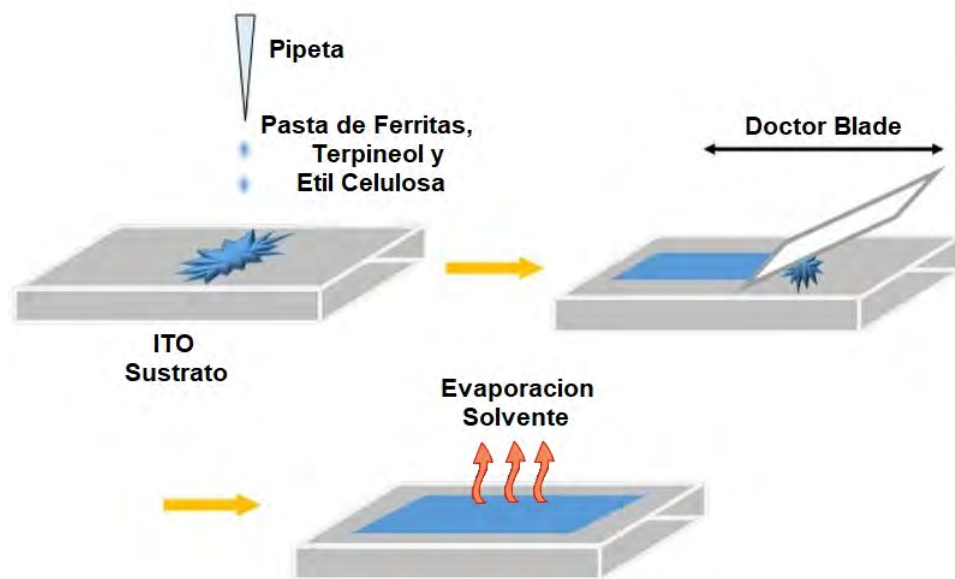 Pipeta
Pasta de Ferritas,
Terpineol y
Etil Celulosa
Doctor Blade
ITO
Sustrato
Evaporacion
Solvente